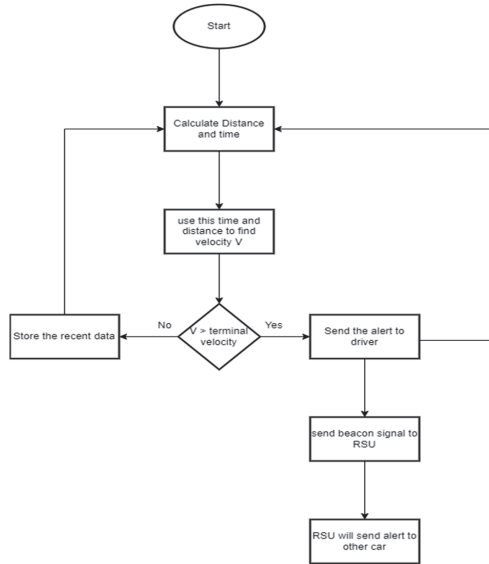 Start
Calculate Distance
and time
use this time and
distance to find
velocity V
No
V > terminal
velocity
Yes
Store the recent data
Send the alert to
driver
send beacon signal to
RSU
RSU will send alert to
other car